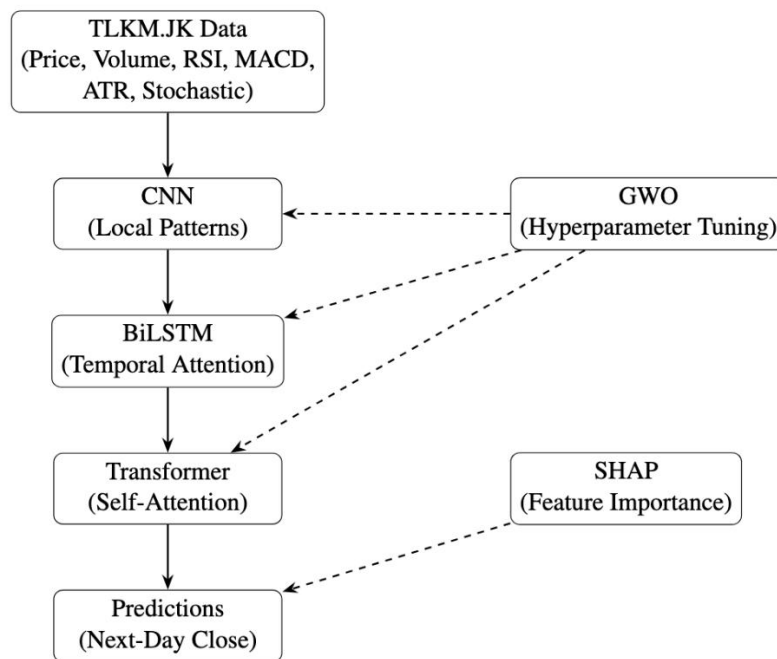 TLKM.JK Data
(Price, Volume, RSI, MACD,
ATR, Stochastic)
CNN
(Local Patterns)
GWO
(Hyperparameter Tuning)
BiLSTM
(Temporal Attention)
Transformer
(Self-Attention)
SHAP
(Feature Importance)
Predictions
(Next-Day Close)